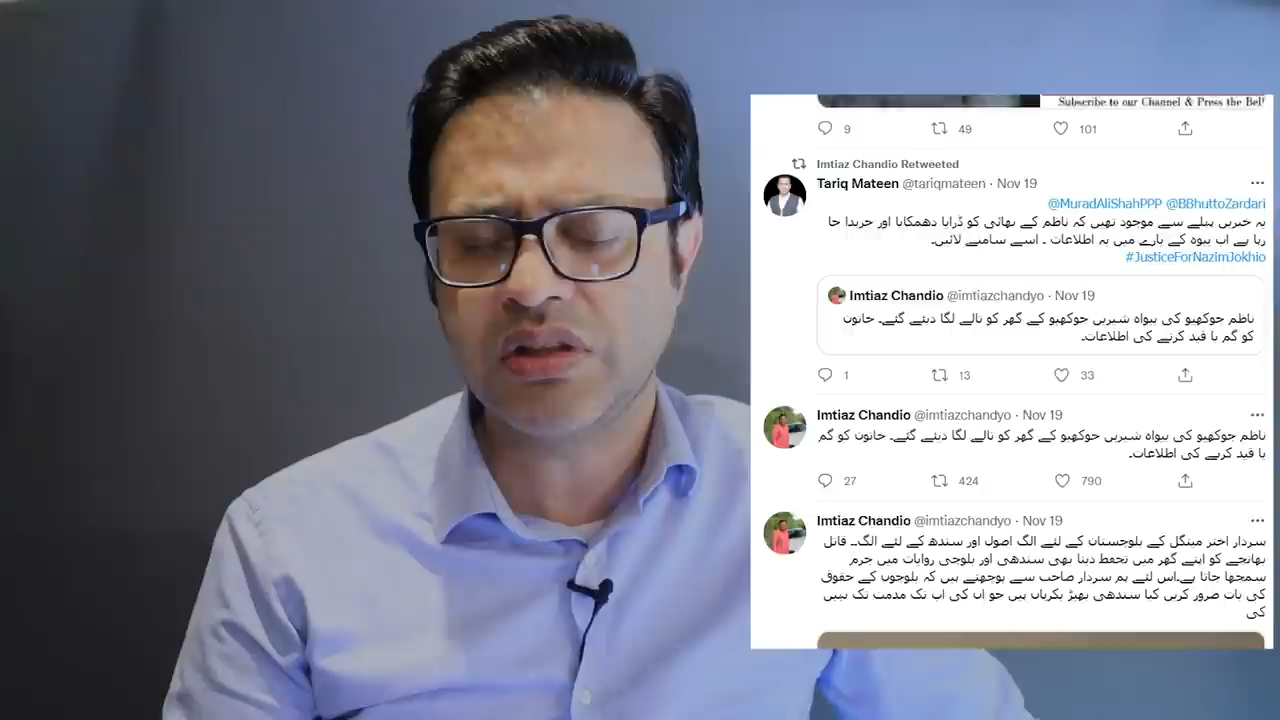 Subscribe to our Channel & Press the Bell
9 49 101
Imtiaz Chandio Retweeted
Tariq Mateen @tariqmateen · Nov 19
@MuradAliShahPPP @BBhuttoZardari
یہ خبریں پہلے سے موجود تھیں کہ ناظم کے بھائی کو ڈرایا دھمکایا اور خریدا جا
رہا ہے اب بیوہ کے بارے میں یہ اطلاعات ۔ اسے سامنے لائیں۔
#JusticeForNazimJokhio
Imtiaz Chandio @imtiazchandyo · Nov 19
ناظم جوکھیو کی بیواہ شیریں جوکھیو کے گھر کو تالے لگا دیئے گئے۔ خاتون
کو گم یا قید کرنے کی اطلاعات۔
1 13 33
Imtiaz Chandio @imtiazchandyo · Nov 19
ناظم جوکھیو کی بیواہ شیریں جوکھیو کے گھر کو تالے لگا دیئے گئے۔ خاتون کو گم
یا قید کرنے کی اطلاعات۔
27 424 790
Imtiaz Chandio @imtiazchandyo · Nov 19
سردار اختر مینگل کے بلوچستان کے لئے الگ اصول اور سندھ کے لئے الگ۔ قاتل
بھانجے کو اپنے گھر میں تحفظ دینا بھی سندھی اور بلوچی روایات میں جرم
سمجھا جاتا ہے۔اس لئے ہم سردار صاحب سے پوچھتے ہیں کہ بلوچوں کے حقوق
کی بات ضرور کریں کیا سندھی بھیڑ بکریاں ہیں جو ان کی اب تک مذمت تک نہیں
کی